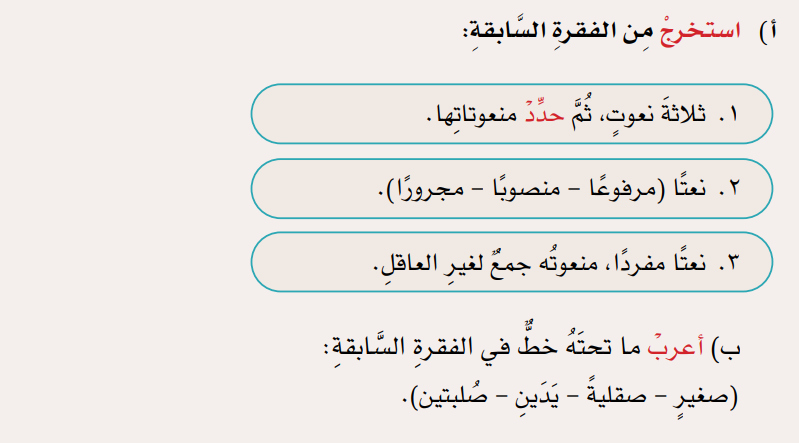 أ) استخرجْ مِن الفقرةِ السَّابقةِ:
١. ثلاثةَ نعوتٍ، ثُمَّ حدِّدْ منعوتاتِها.
٢. نعتًا (مرفوعًا – منصوبًا – مجرورًا).
٣. نعتًا مفردًا، منعوتُه جمعٌ لغيرِ العاقلِ.
ب) أعربْ ما تحتَهُ خطٌّ في الفقرةِ السَّابقةِ:
(صغيرٍ – صقليةً – يَدَينِ – صُلبتين).